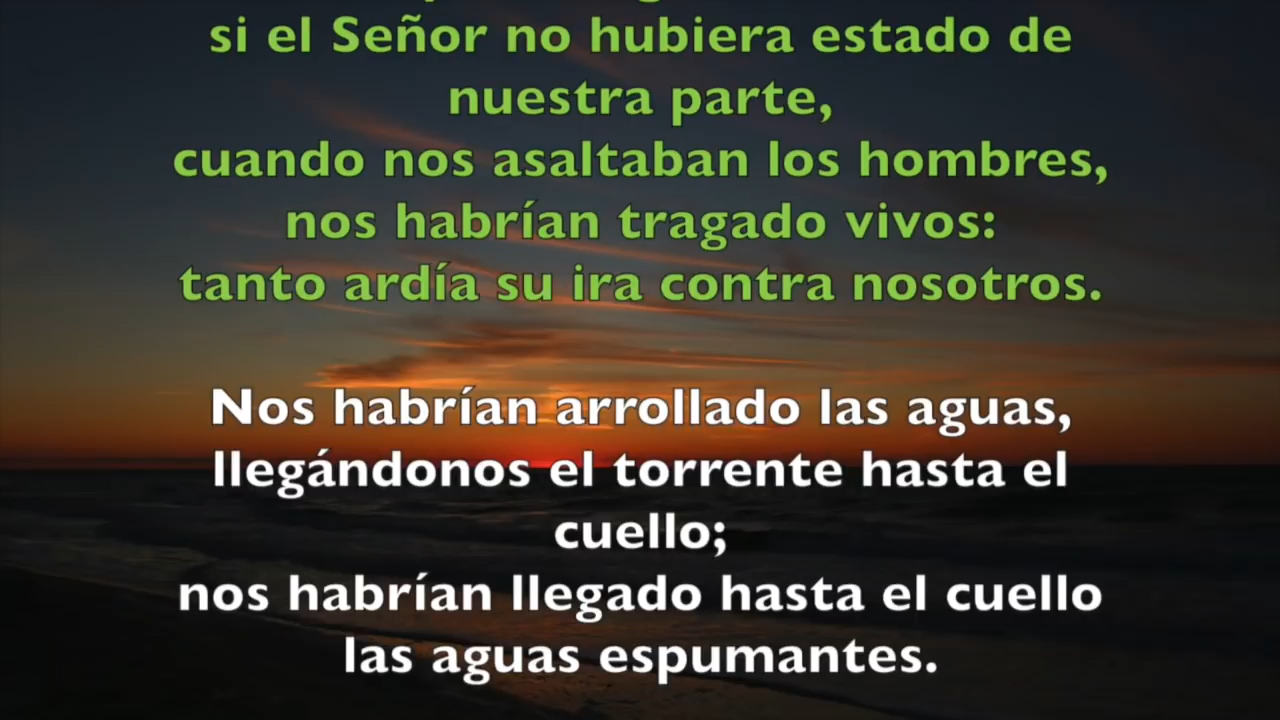 si el Señor no hubiera estado de
nuestra parte,
cuando nos asaltaban los hombres,
nos habrían tragado vivos:
tanto ardía su ira contra nosotros.
Nos habrían arrollado las aguas,
llegándonos el torrente hasta el
cuello;
nos habrían llegado hasta el cuello
las aguas espumantes.